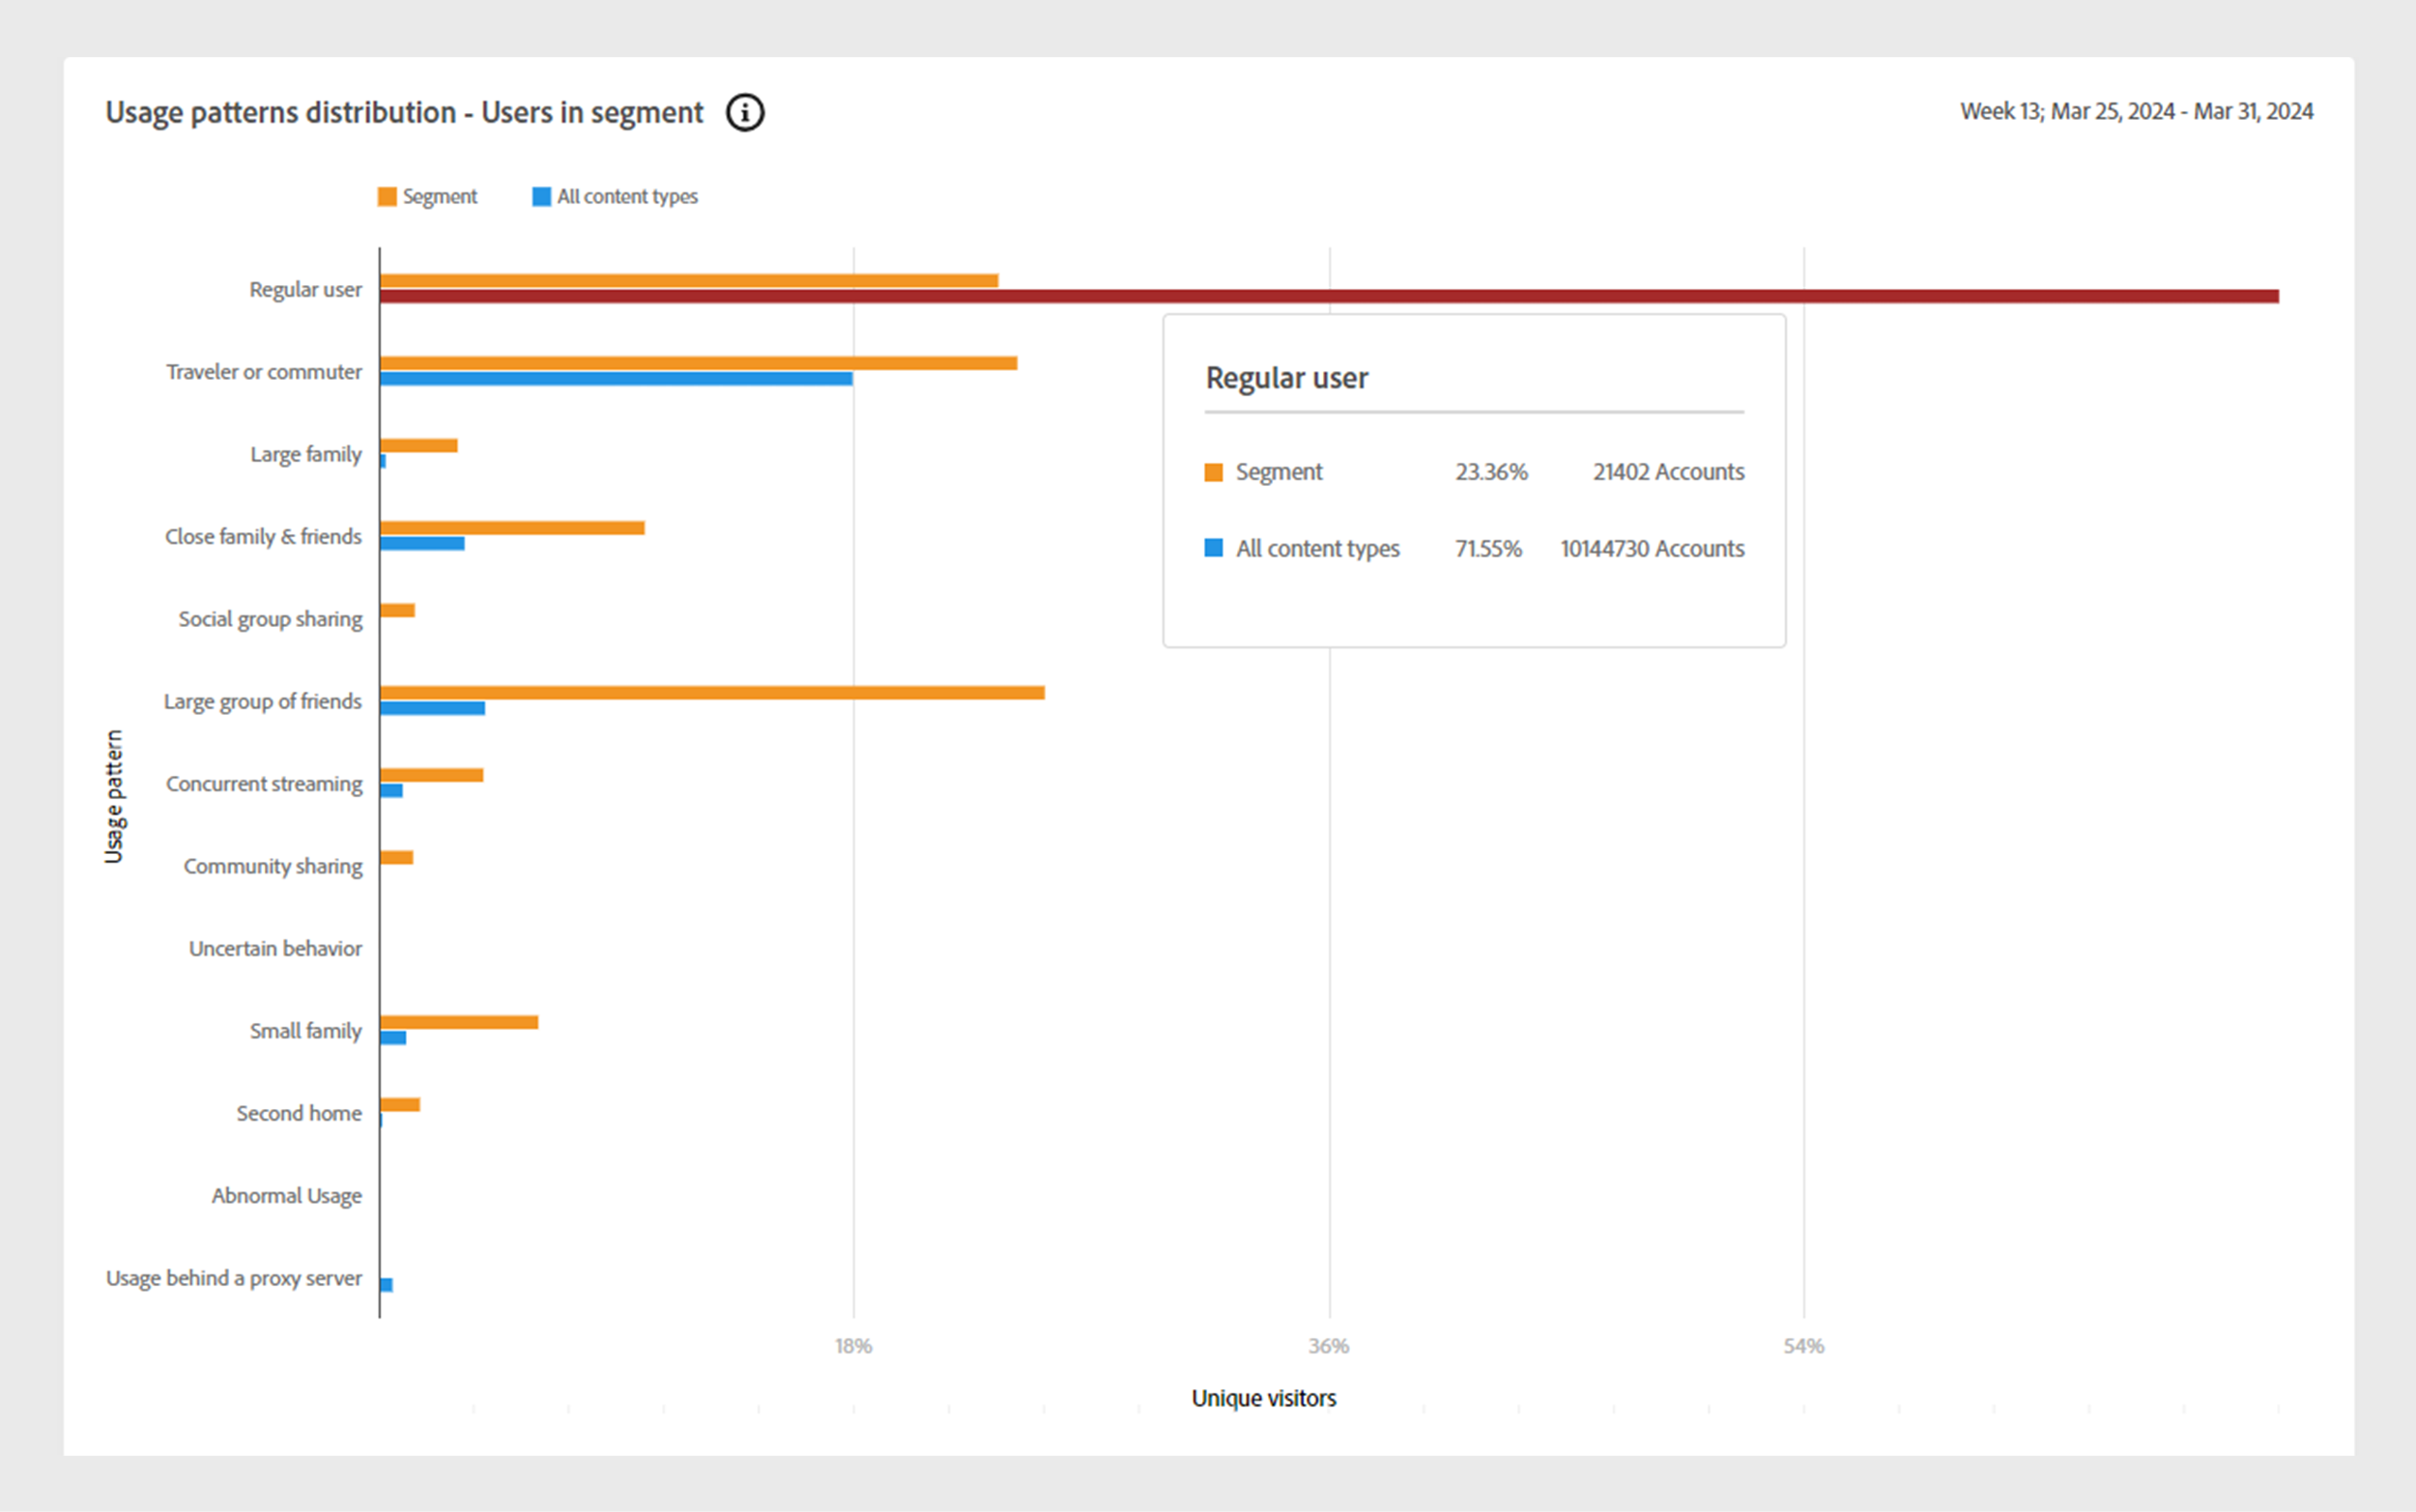 Usage patterns distribution - Users in segment
Week 13; Mar 25, 2024 - Mar 31, 2024
Segment
All content types
Regular user
Traveler or commuter
Large family
Close family & friends
Social group sharing
Large group of friends
Concurrent streaming
Community sharing
Uncertain behavior
Small family
Second home
Abnormal Usage
Usage behind a proxy server
Usage pattern
Regular user
Segment 23.36% 21402 Accounts
All content types 71.55% 10144730 Accounts
18% 36% 54%
Unique visitors